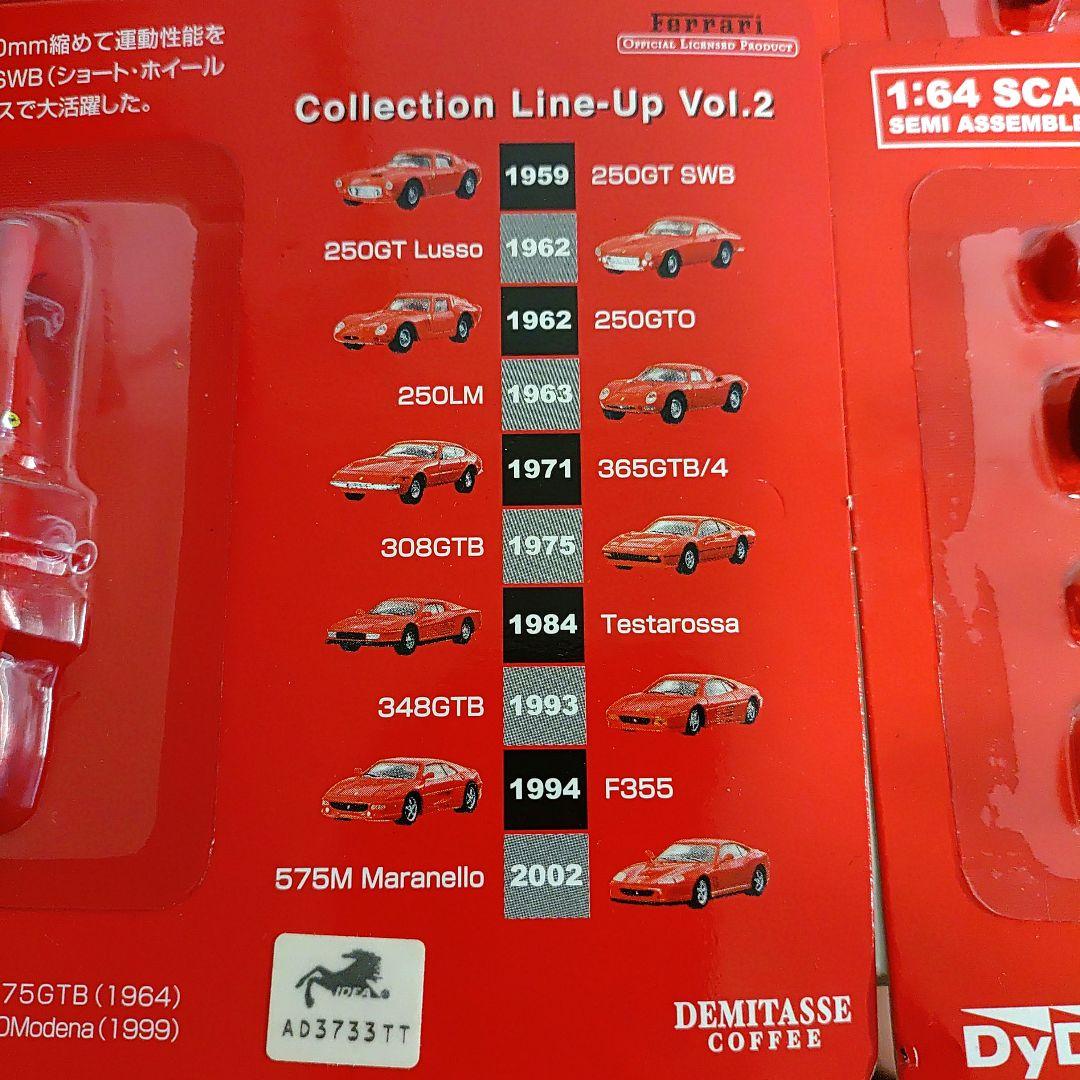 0mm縮めて運動性能を
SWB(ショート・ホイール
スで大活躍した。
Ferrari
OFFICIAL LICENSED PRODUCT
Collection Line-Up Vol.2
1959 250GT SWB
250GT Lusso 1962
1962 250GTO
250LM 1963
1971 365GTB/4
308GTB 1975
1984 Testarossa
348GTB 1993
1994 F355
575M Maranello 2002
75GTB(1964)
0Modena(1999)
IDEA
AD3733TT
DEMITASSE
COFFEE
1:64 SCA
SEMI ASSEMBLE
DyD